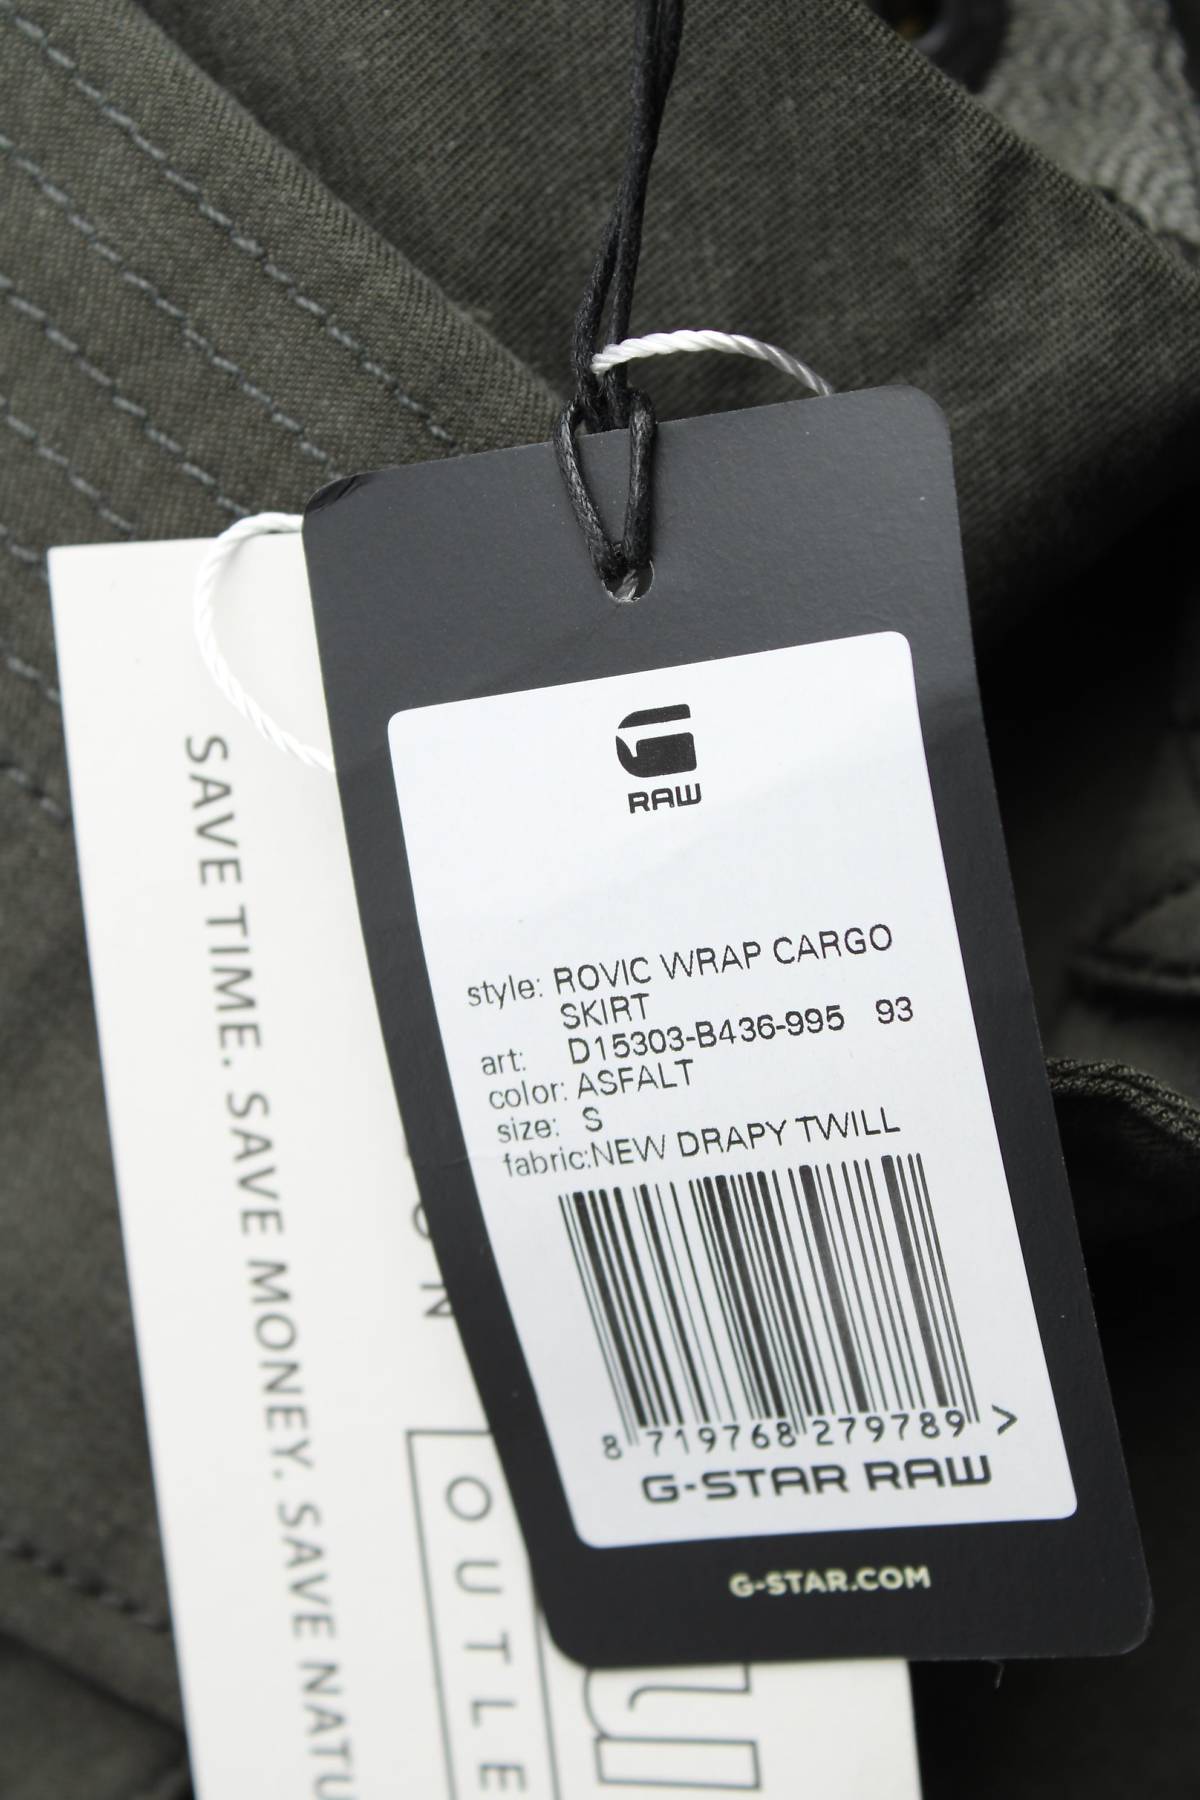 RAW
style: ROVIC WRAP CARGO
SKIRT
art: D15303-B436-995 93
color: ASFALT
size: S
fabric:NEW DRAPY TWILL
8 719768 279789 >
G-STAR RAW
G-STAR.COM
SAVE TIME. SAVE MONEY. SAVE NATU
OUTLE